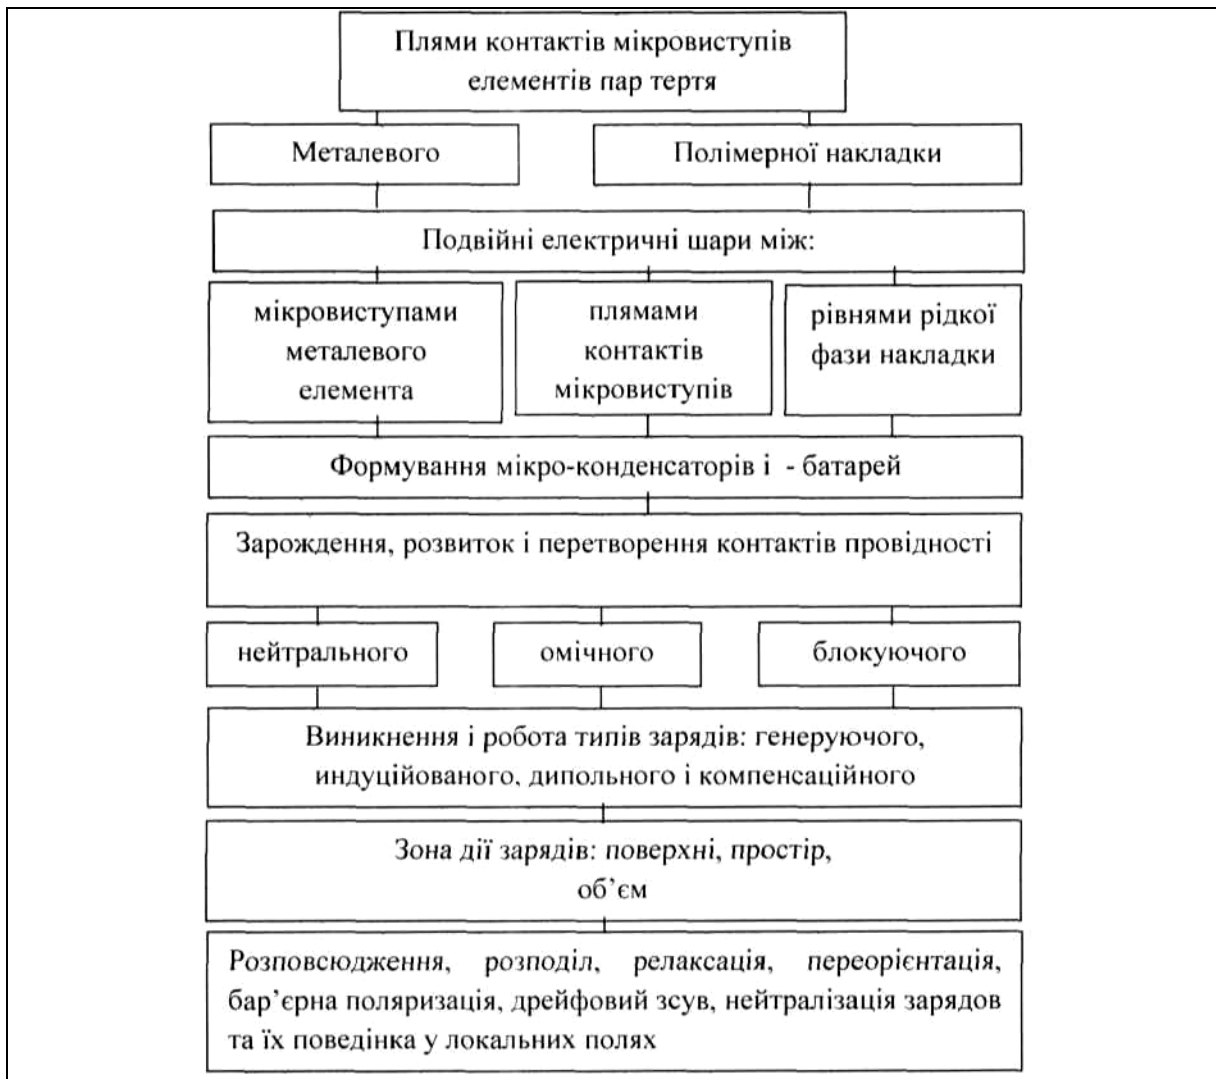 Плями контактів мікровиступів
елементів пар тертя
Металевого
Полімерної накладки
Подвійні електричні шари між:
мікровиступами
металевого
елемента
плямами
контактів
мікровиступів
рівнями рідкої
фази накладки
Формування мікро-конденсаторів і - батарей
Зарождення, розвиток і перетворення контактів провідності
нейтрального
омічного
блокуючого
Виникнення і робота типів зарядів: генеруючого,
индуційованого, дипольного і компенсаційного
Зона дії зарядів: поверхні, простір,
об’єм
Розповсюдження, розподіл, релаксація, переорієнтація,
бар’єрна поляризація, дрейфовий зсув, нейтралізація зарядов
та їх поведінка у локальних полях